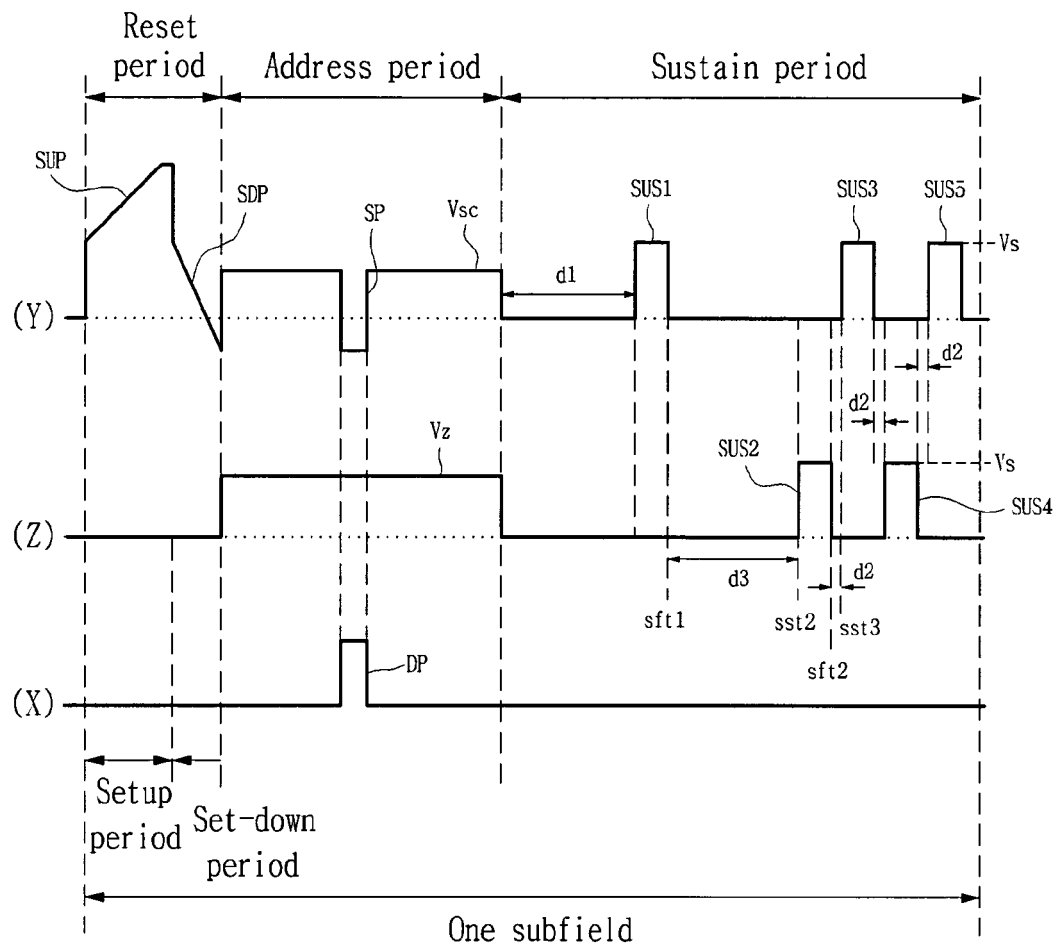 Reset period
Address period
Sustain period
SUP
SDP
SP
Vsc
SUS1
SUS3
SUS5
Vs
d1
(Y)
d2
d2
Vz
SUS2
Vs
SUS4
(Z)
d3
d2
sft1
sst2
sst3
sft2
DP
(X)
Setup period
Set-down period
One subfield